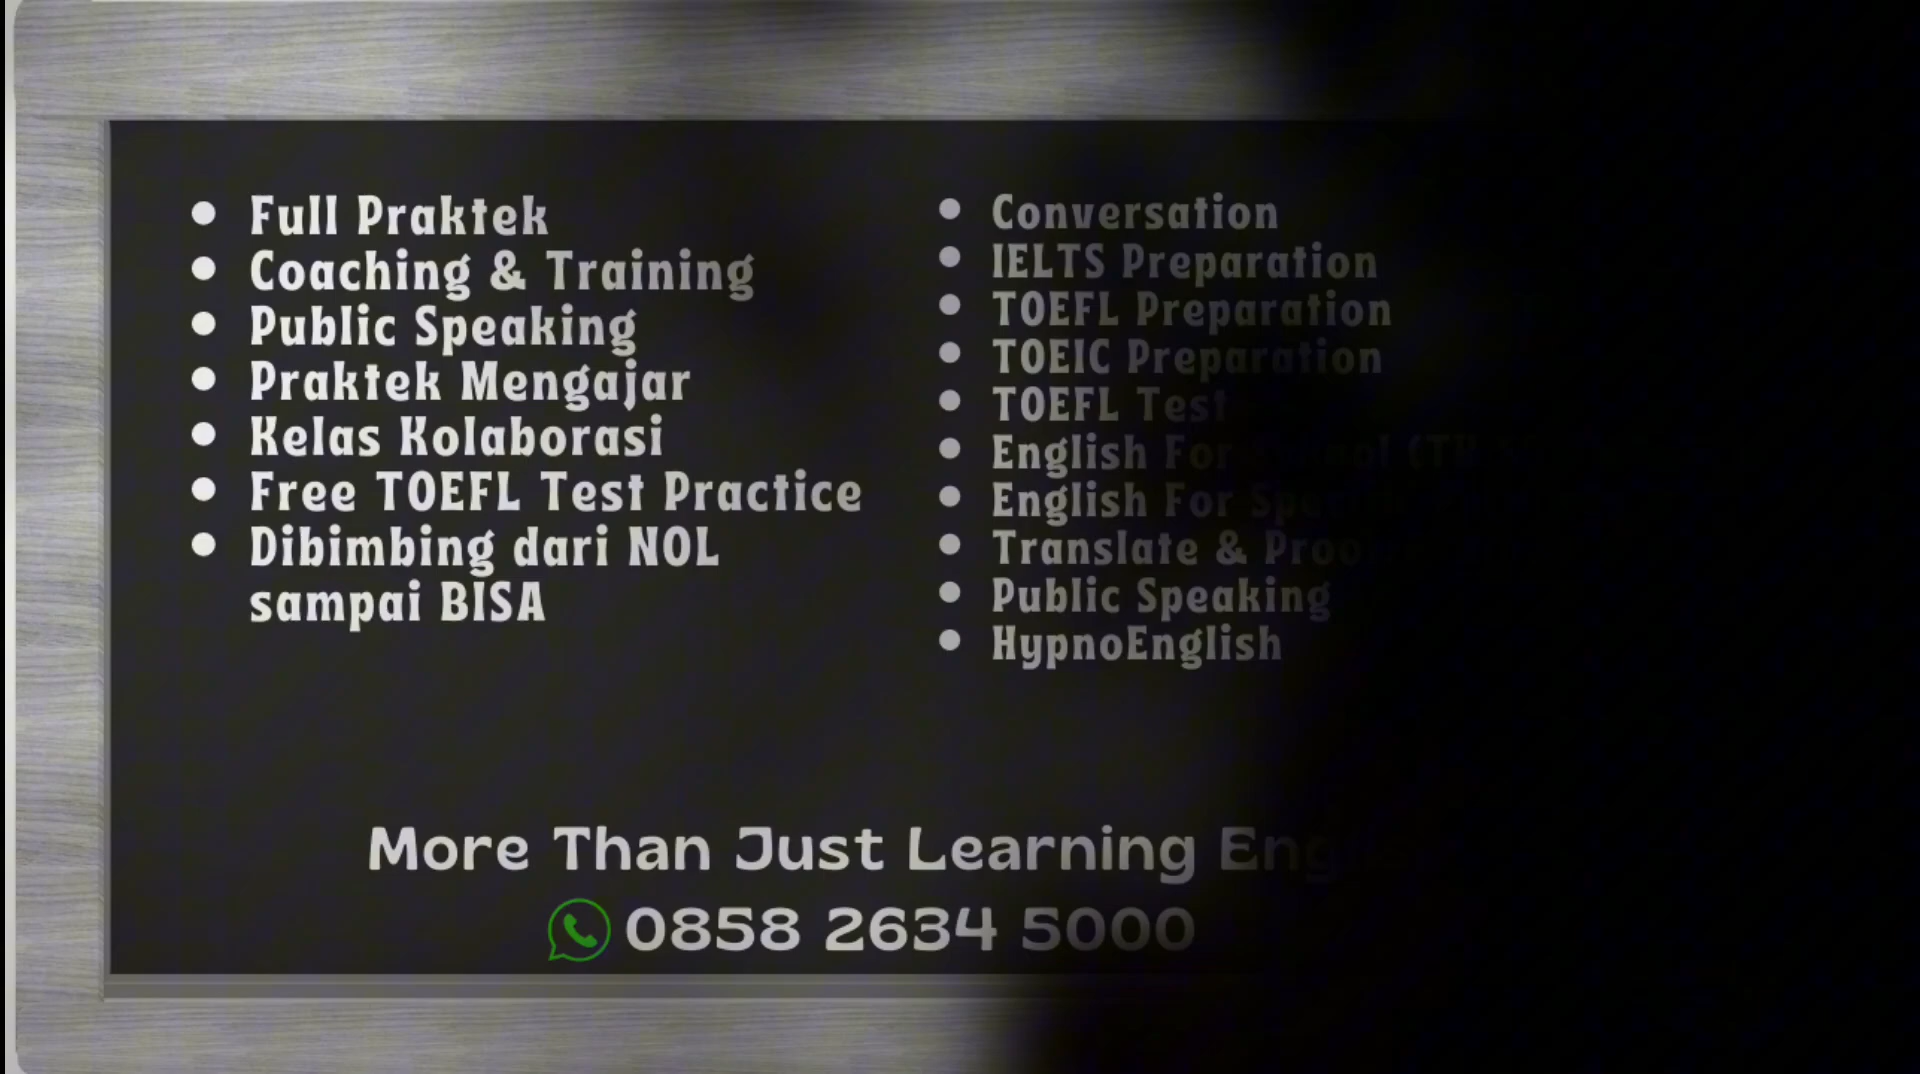 Full Praktek
Coaching & Training
Public Speaking
Praktek Mengajar
Kelas Kolaborasi
Free TOEFL Test Practice
Dibimbing dari NOL
sampai BISA
Conversation
IELTS Preparation
TOEFL Preparation
TOEIC Preparation
TOEFL Test
English For
English For
Translate &
Public Speaking
HypnoEnglish
More Than Just Learning
0858 2634 5000